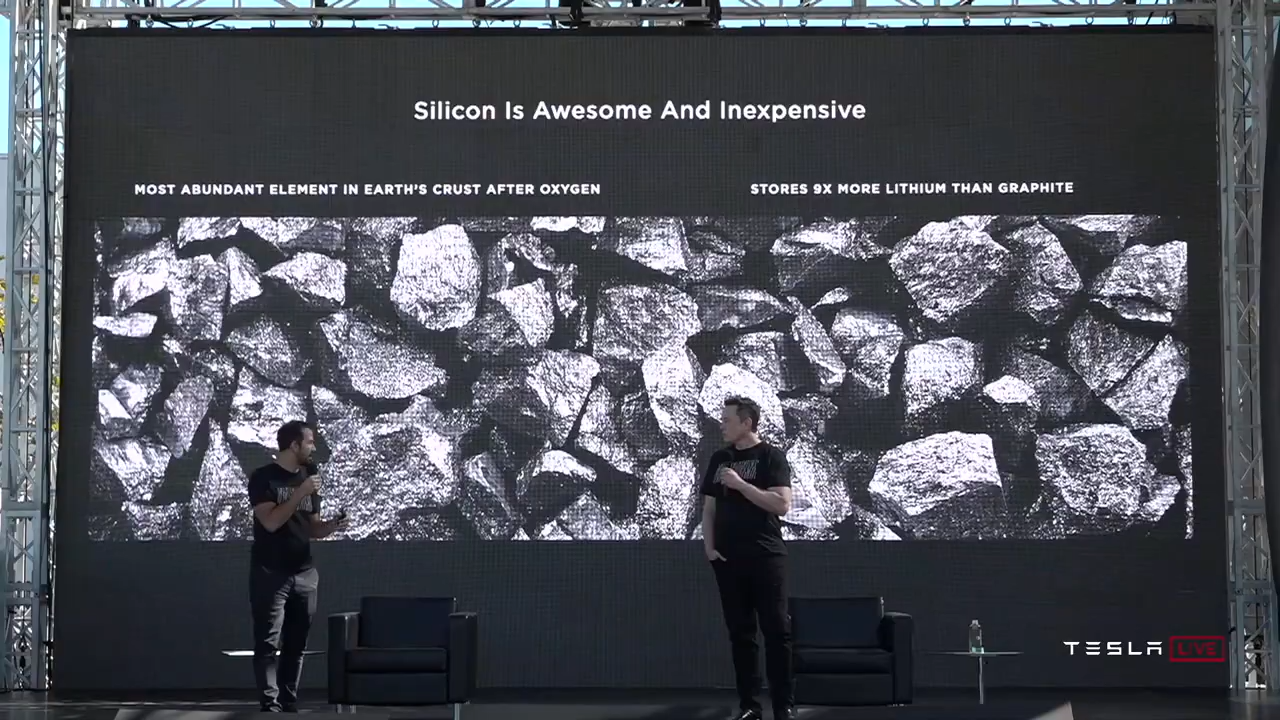 Silicon Is Awesome And Inexpensive
MOST ABUNDANT ELEMENT IN EARTH'S CRUST AFTER OXYGEN
STORES 9X MORE LITHIUM THAN GRAPHITE
TESLA LIVE